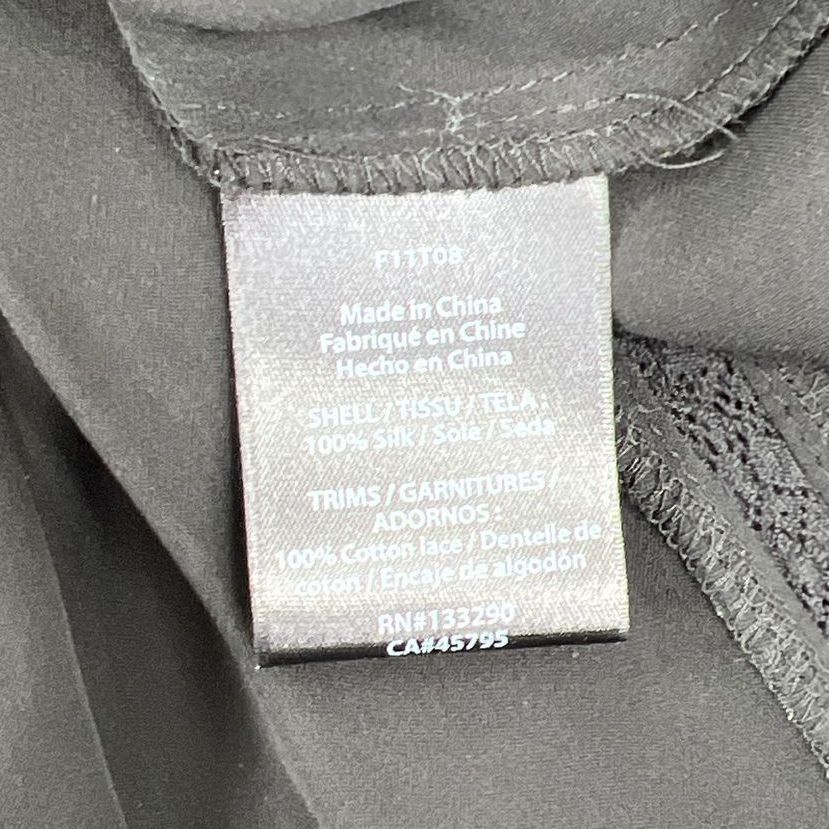 F11T08
Made in China
Fabriqué en Chine
Hecho en China
SHELL / TISSU / TELA :
100% Silk / Soie / Seda
TRIMS / GARNITURES /
ADORNOS :
100% Cotton lace / Dentelle de
coton / Encaje de algodón
RN#133290
CA#45795